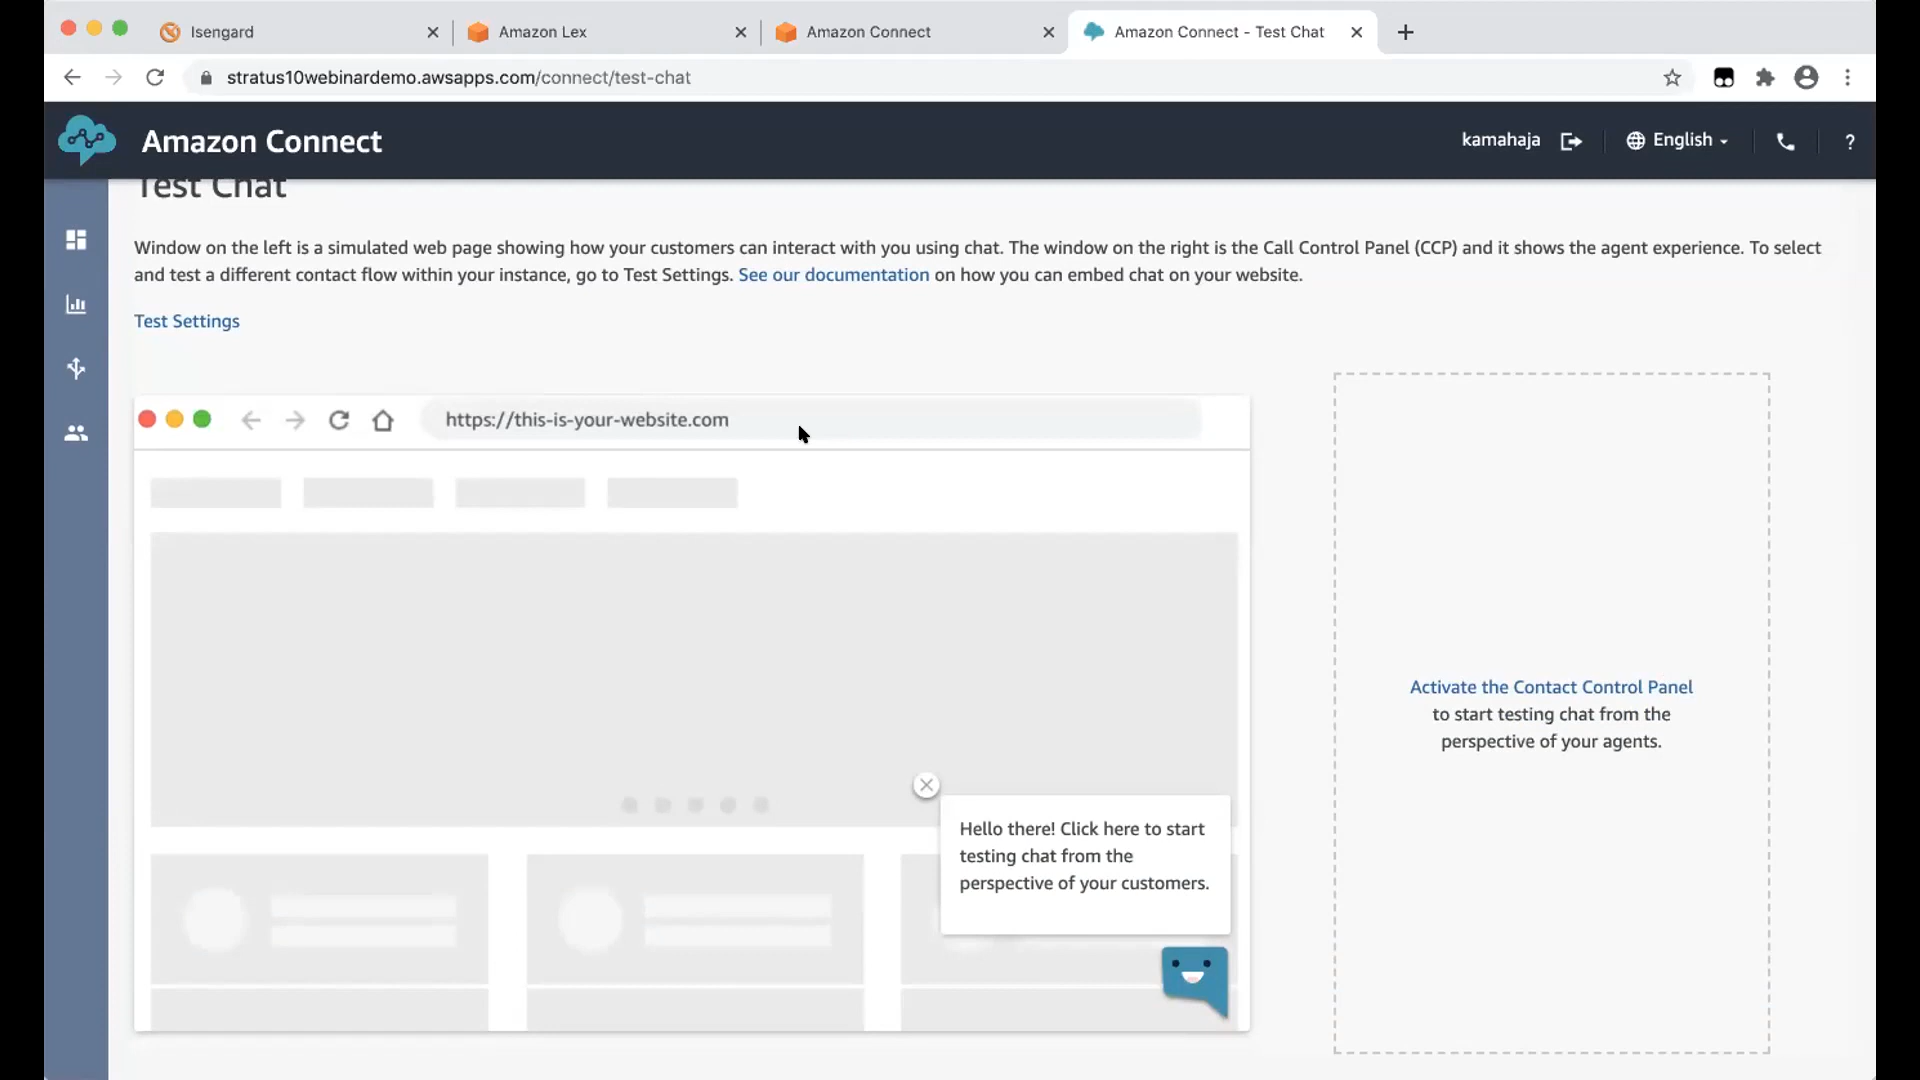 Isengard
Amazon Lex
Amazon Connect
Amazon Connect - Test Chat
stratus10webinardemo.awsapps.com/connect/test-chat
Amazon Connect
kamahaja
English
?
Test Chat
Window on the left is a simulated web page showing how your customers can interact with you using chat. The window on the right is the Call Control Panel (CCP) and it shows the agent experience. To select
and test a different contact flow within your instance, go to Test Settings. See our documentation on how you can embed chat on your website.
Test Settings
https://this-is-your-website.com
Hello there! Click here to start
testing chat from the
perspective of your customers.
Activate the Contact Control Panel
to start testing chat from the
perspective of your agents.